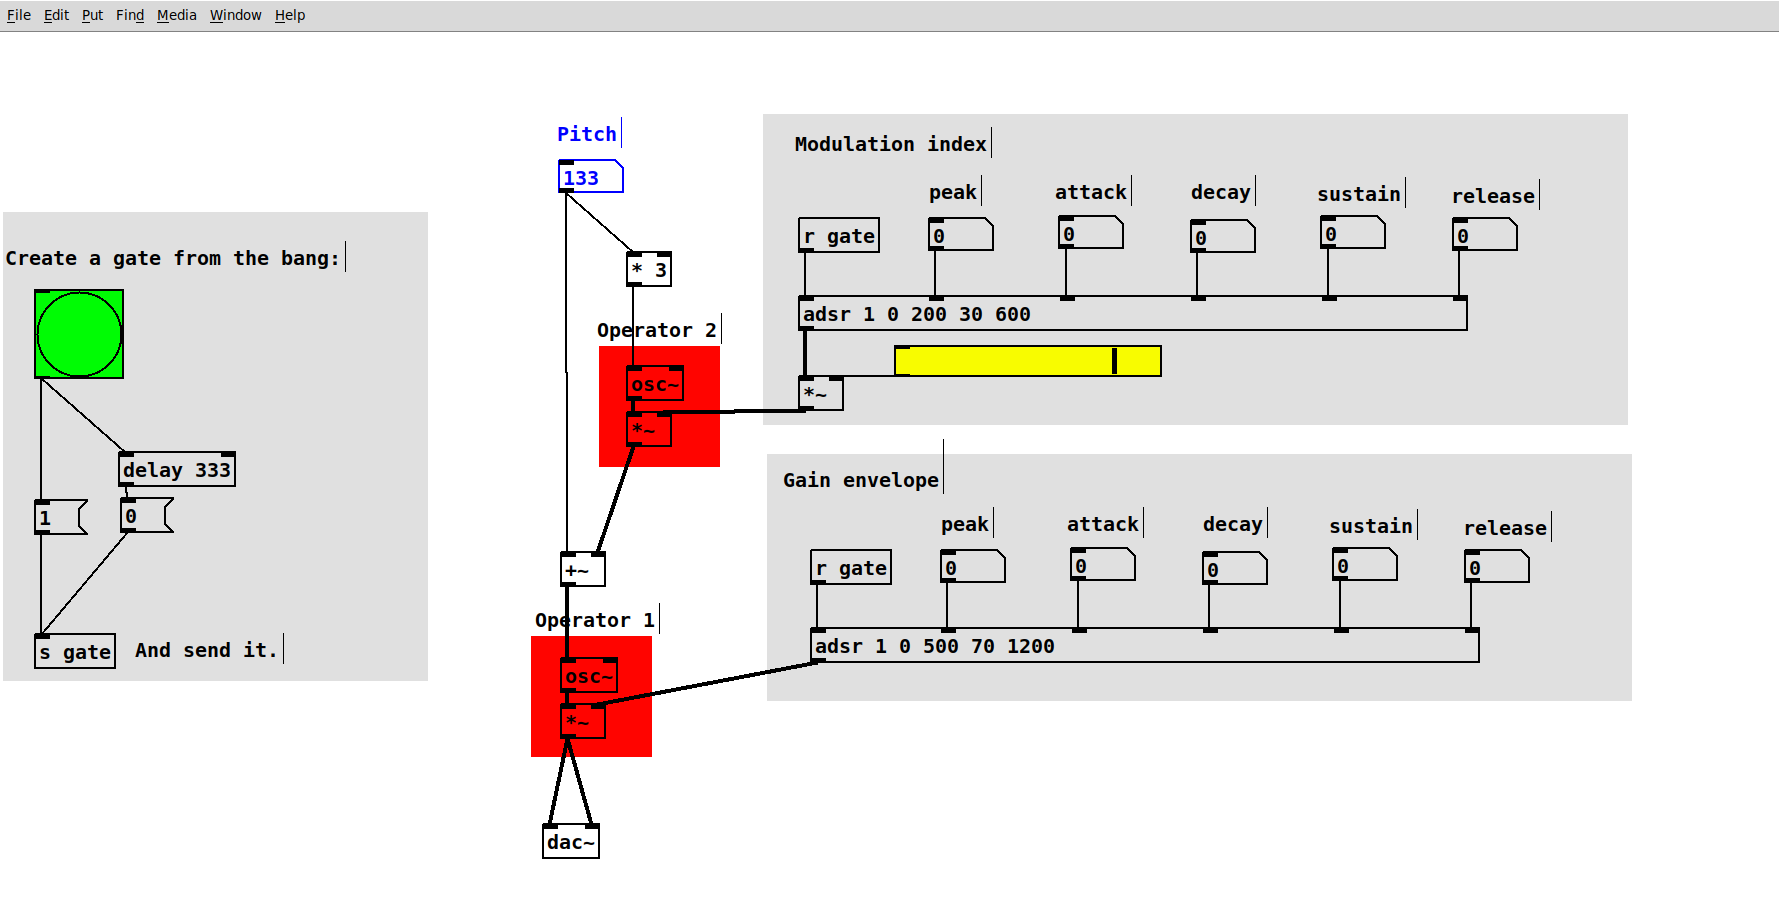 File Edit Put Find Media Window Help
Pitch
133
* 3
Operator 2
osc~
*~
+~
Operator 1
osc~
*~
dac~
Create a gate from the bang:
delay 333
1
0
s gate
And send it.
Modulation index
peak attack decay sustain release
r gate 0 0 0 0 0
adsr 1 0 200 30 600
*~
Gain envelope
peak attack decay sustain release
r gate 0 0 0 0 0
adsr 1 0 500 70 1200